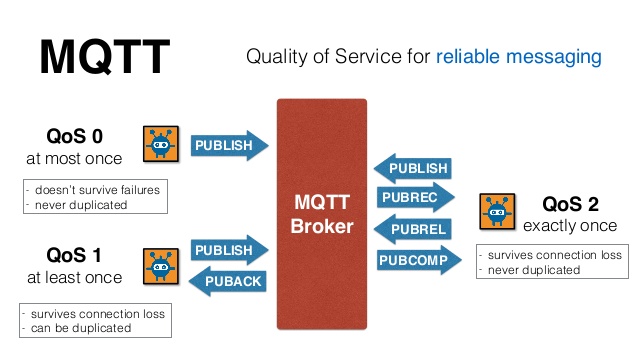 MQTT
Quality of Service for reliable messaging
QoS 0
at most once
- doesn't survive failures
- never duplicated
PUBLISH
QoS 1
at least once
- survives connection loss
- can be duplicated
PUBLISH
PUBACK
MQTT
Broker
PUBLISH
PUBREC
PUBREL
PUBCOMP
QoS 2
exactly once
- survives connection loss
- never duplicated